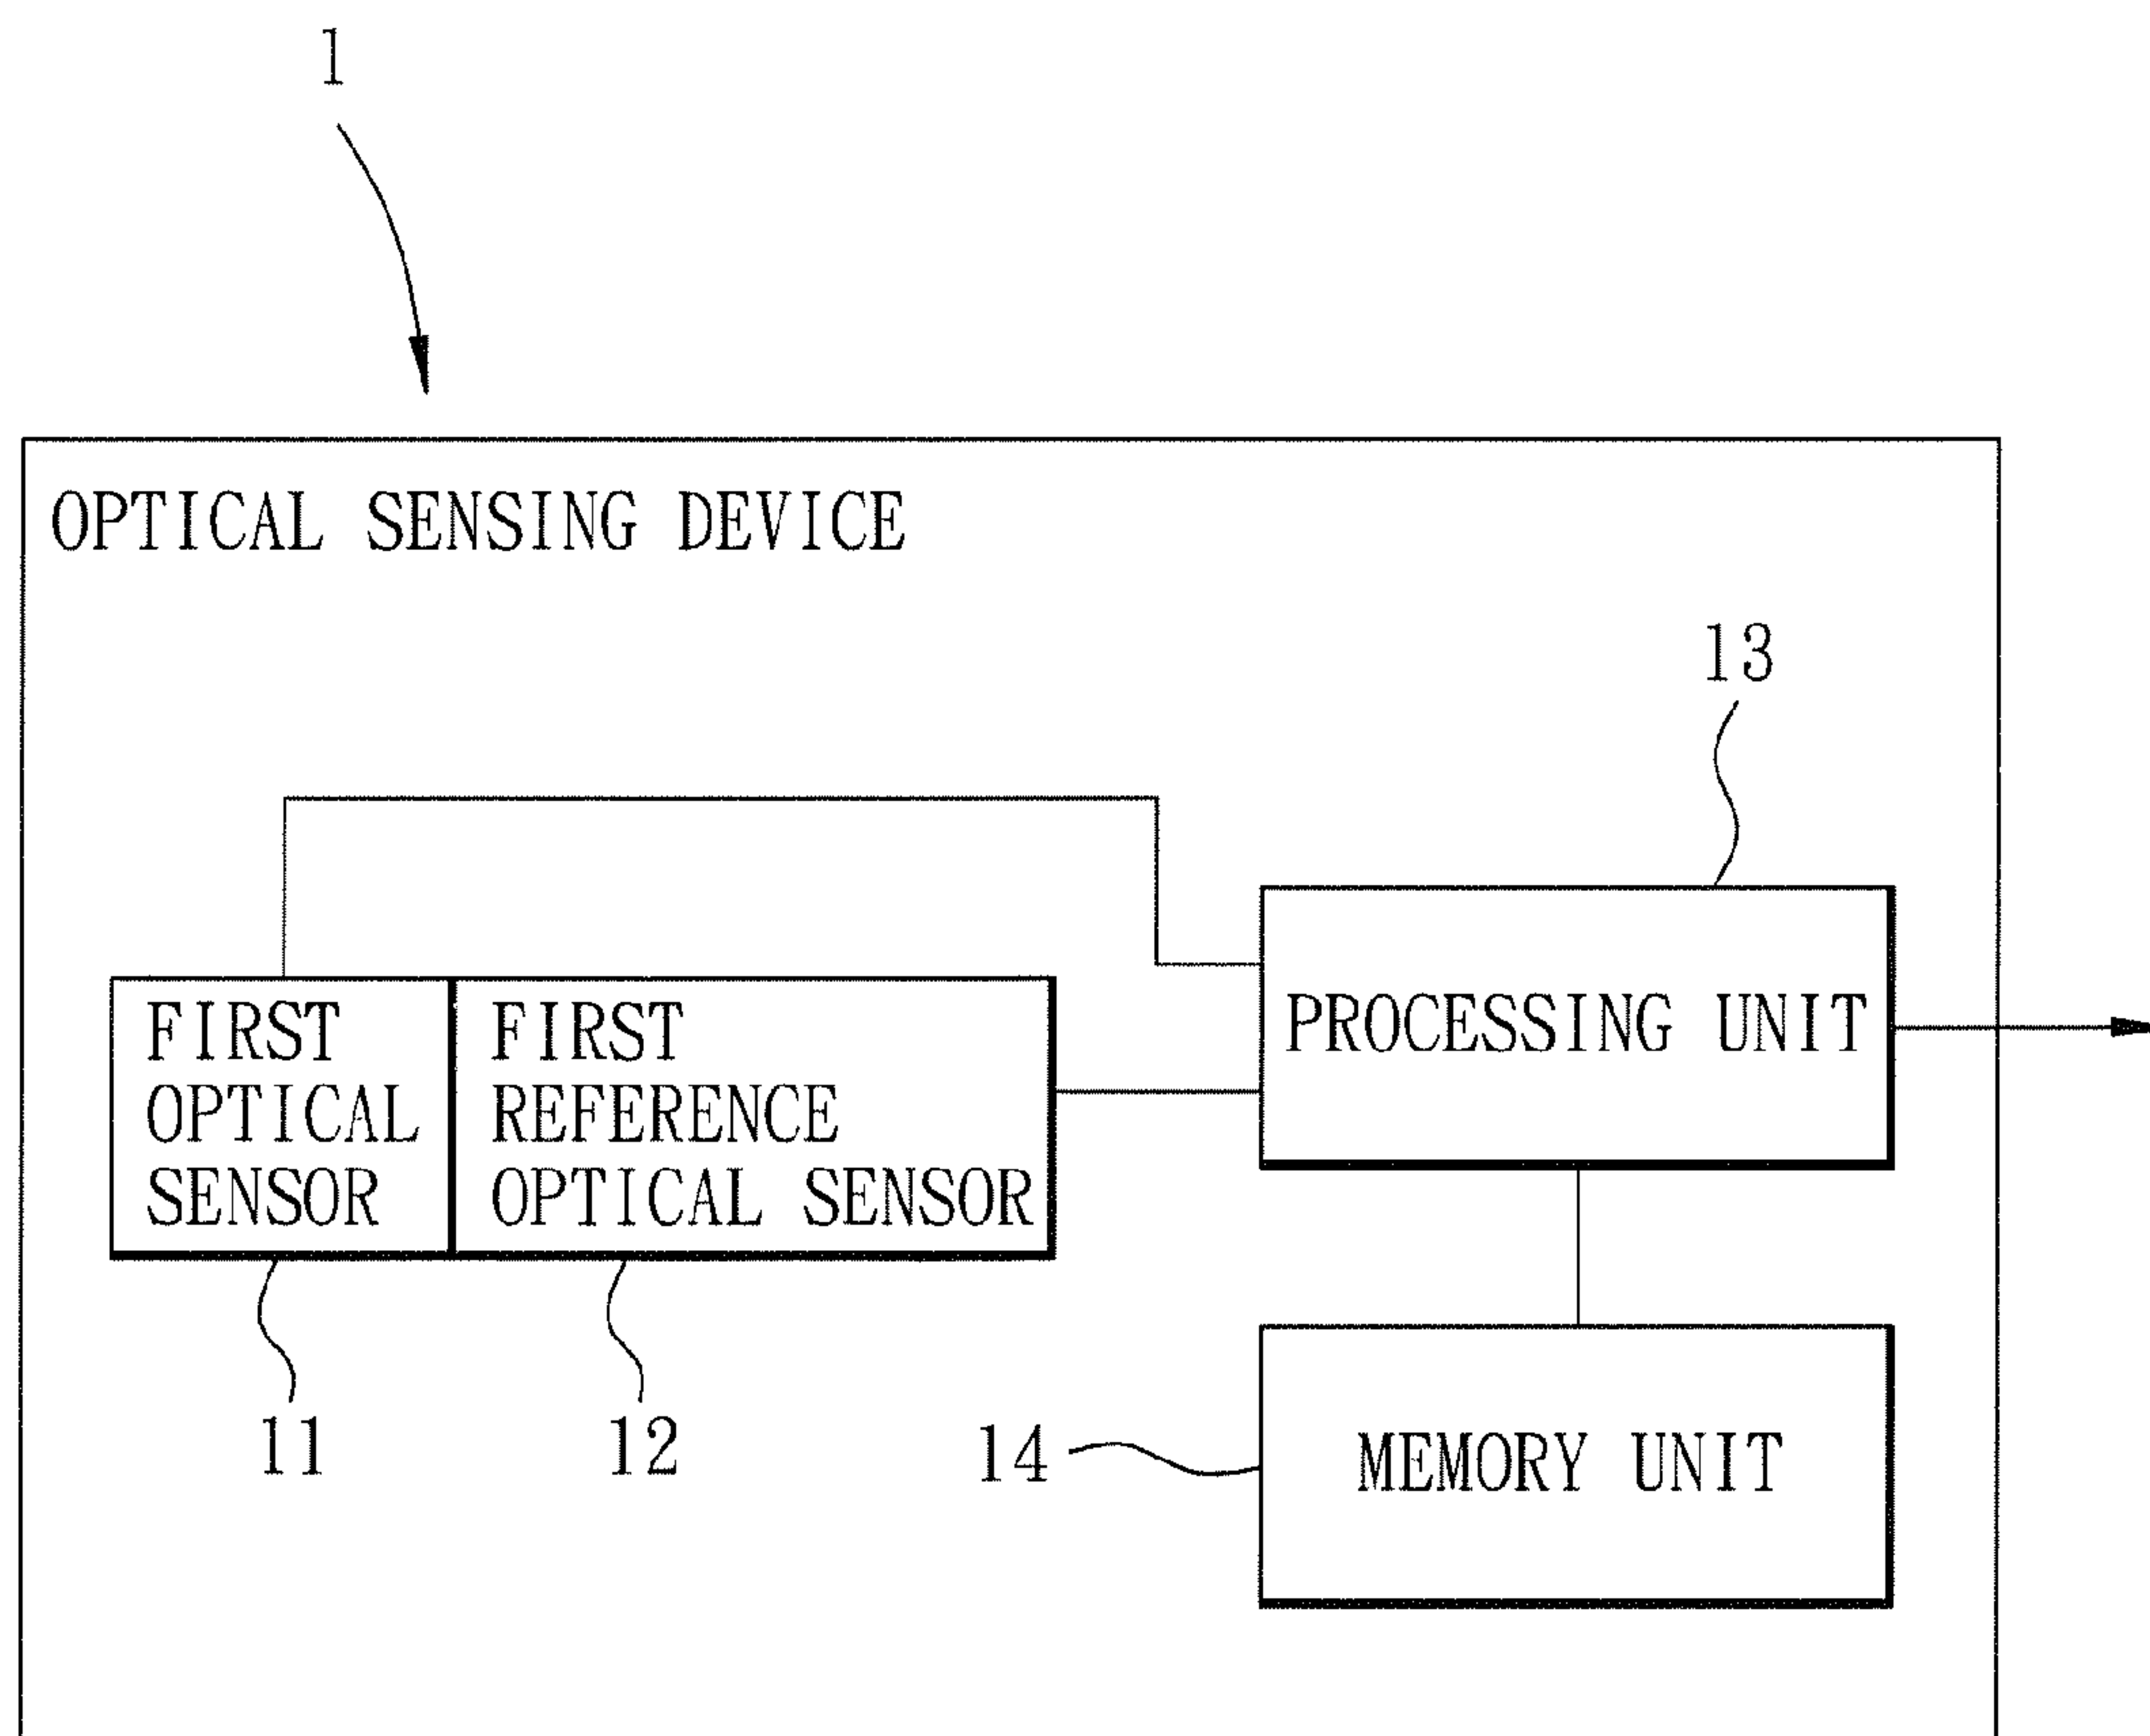 1
OPTICAL SENSING DEVICE
13
FIRST
OPTICAL
SENSOR
FIRST
REFERENCE
OPTICAL SENSOR
PROCESSING UNIT
11
12
14
MEMORY UNIT